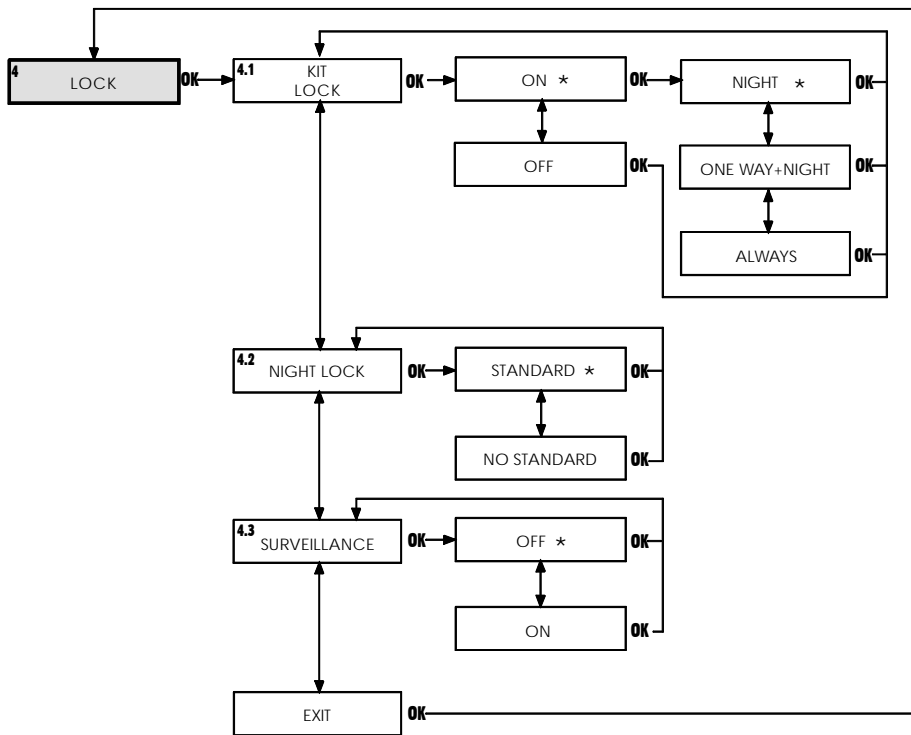 4
LOCK
OK
4.1
KIT
LOCK
OK
ON *
OK
NIGHT *
OK
OFF
OK
ONE WAY+NIGHT
OK
ALWAYS
OK
4.2
NIGHT LOCK
OK
STANDARD *
OK
NO STANDARD
OK
4.3
SURVEILLANCE
OK
OFF *
OK
ON
OK
EXIT
OK